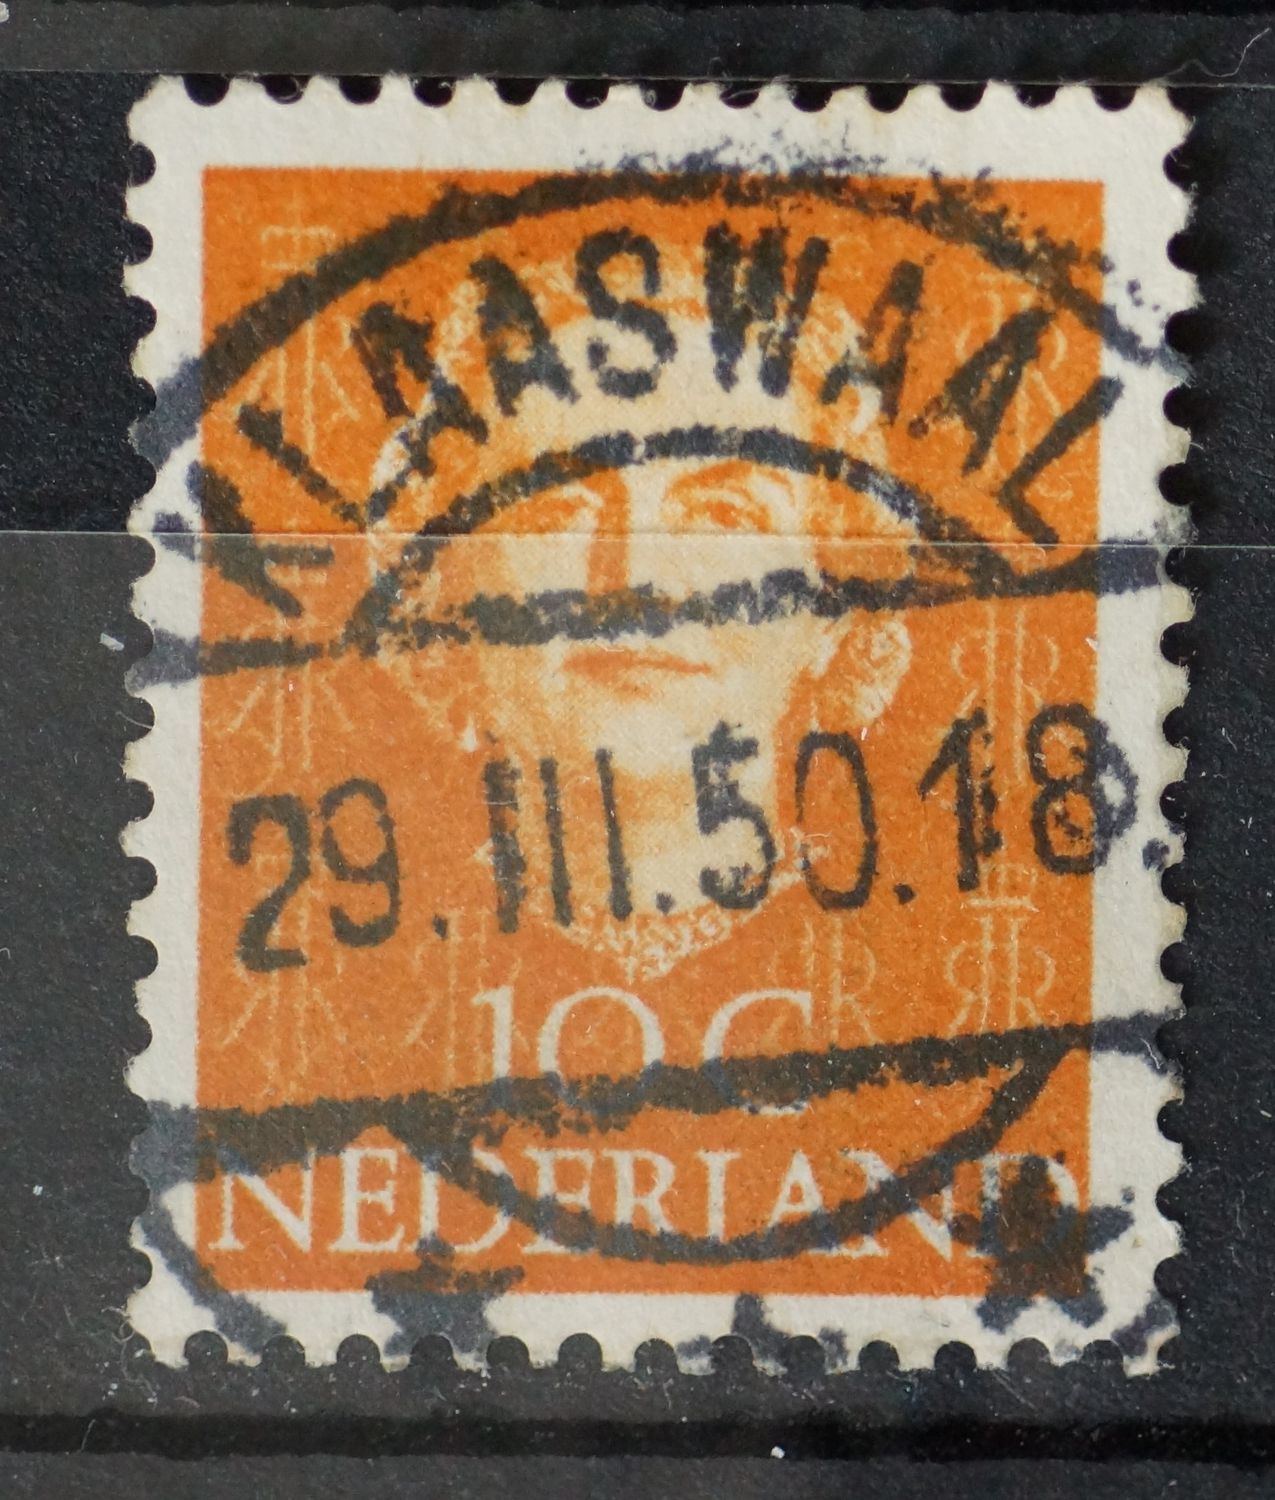 KLAASWAAL
29.III.50.18.
10 C
NEDERLAND